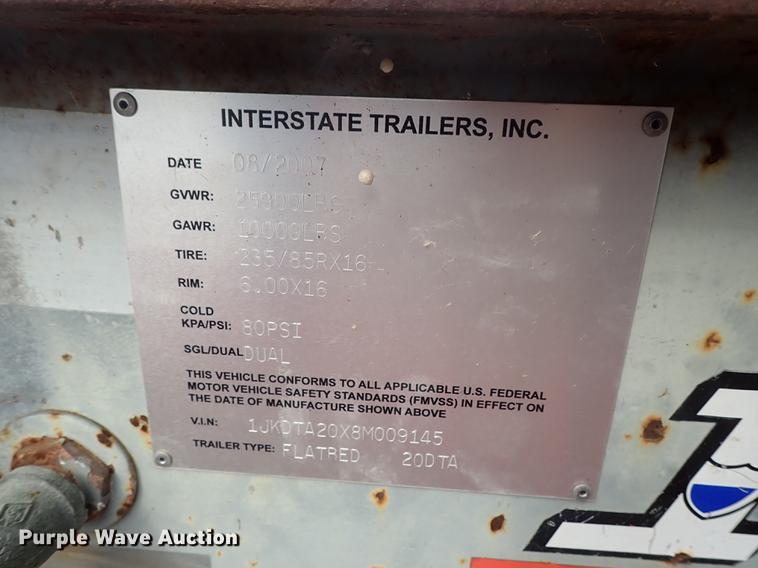 INTERSTATE TRAILERS, INC.
DATE 08/2007
GVWR: 25900LBS
GAWR: 10000LBS
TIRE: 235/85RX16-
RIM: 6.00X16
COLD
KPA/PSI: 80PSI
SGL/DUAL DUAL
THIS VEHICLE CONFORMS TO ALL APPLICABLE U.S. FEDERAL
MOTOR VEHICLE SAFETY STANDARDS (FMVSS) IN EFFECT ON
THE DATE OF MANUFACTURE SHOWN ABOVE
V.I.N: 1JKDTA20X8M009145
TRAILER TYPE: FLATBED 20DTA
Purple Wave Auction